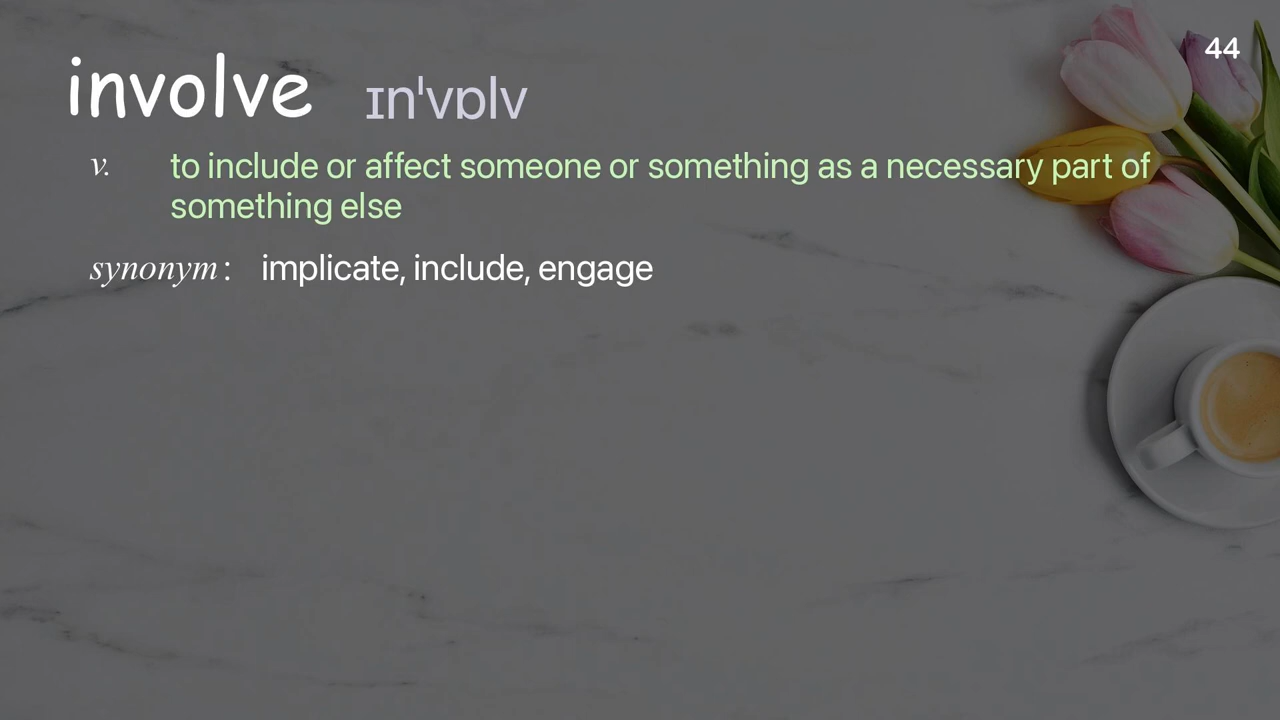 44
involve ɪnˈvɒlv
v. to include or affect someone or something as a necessary part of
something else
synonym : implicate, include, engage